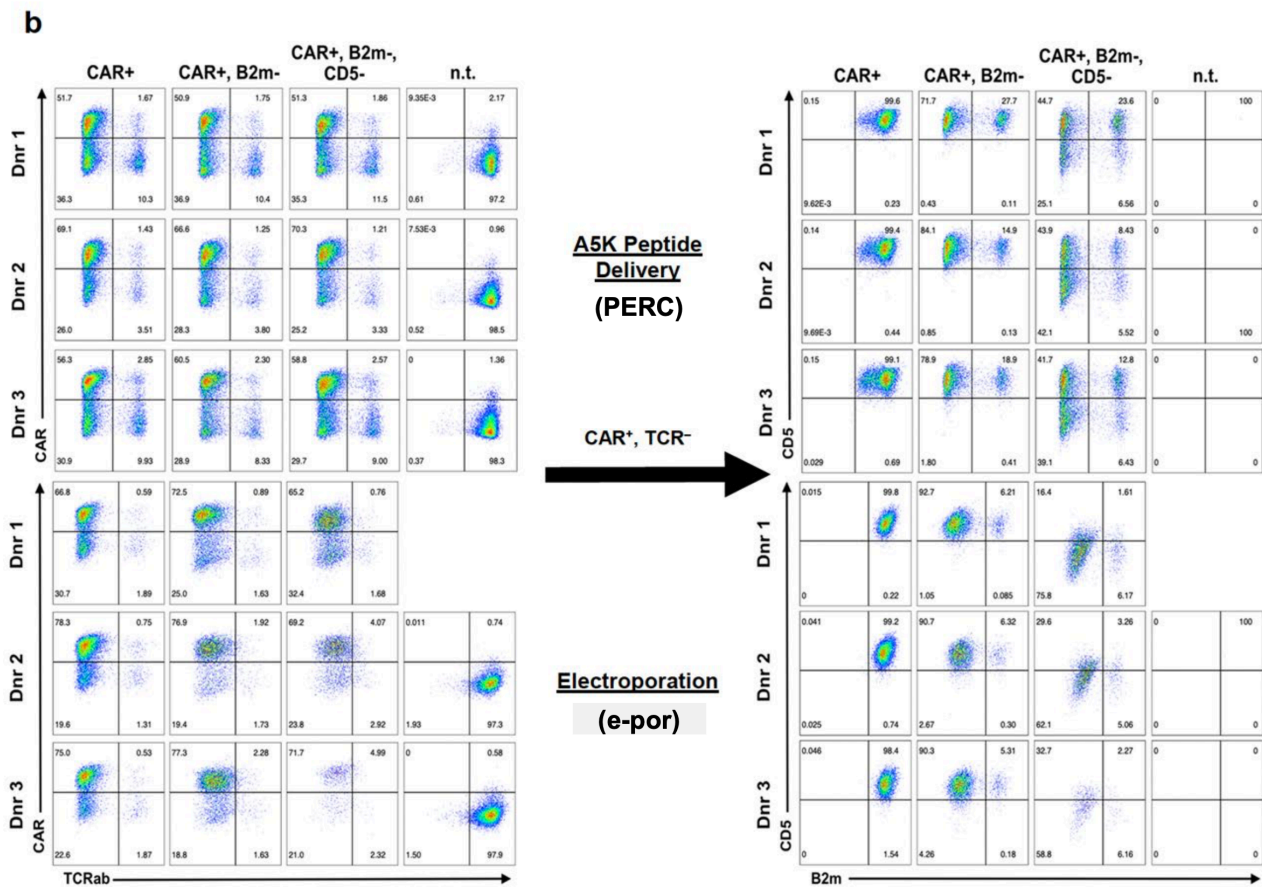 b
CAR+ CAR+, B2m- CAR+, B2m-, CD5- n.t.
CAR+ CAR+, B2m- CAR+, B2m-, CD5- n.t.
Dnr 1
51.7 1.67 50.9 1.75 51.3 1.86 9.35E-3 2.17
36.3 10.3 36.9 10.4 35.3 11.5 0.61 97.2
Dnr 2
69.1 1.43 66.6 1.25 70.3 1.21 7.53E-3 0.96
26.0 3.51 28.3 3.80 25.2 3.33 0.52 98.5
Dnr 3
56.3 2.85 60.5 2.30 58.8 2.57 0 1.36
30.9 9.93 28.9 8.33 29.7 9.00 0.37 98.3
CAR
Dnr 1
66.8 0.59 72.5 0.89 65.2 0.76
30.7 1.89 25.0 1.63 32.4 1.68
Dnr 2
78.3 0.75 76.9 1.92 69.2 4.07 0.011 0.74
19.6 1.31 19.4 1.73 23.8 2.92 1.93 97.3
Dnr 3
75.0 0.53 77.3 2.28 71.7 4.99 0 0.58
22.6 1.87 18.8 1.63 21.0 2.32 1.50 97.9
CAR
TCRab
A5K Peptide
Delivery
(PERC)
CAR⁺, TCR⁻
Electroporation
(e-por)
Dnr 1
0.15 99.6 71.7 27.7 44.7 23.6 0 100
9.62E-3 0.23 0.43 0.11 25.1 6.56 0 0
Dnr 2
0.14 99.4 84.1 14.9 43.9 8.43 0 0
9.69E-3 0.44 0.85 0.13 42.1 5.52 0 100
Dnr 3
0.15 99.1 78.9 18.9 41.7 12.8 0 0
0.029 0.69 1.80 0.41 39.1 6.43 0 0
CD5
Dnr 1
0.015 99.8 92.7 6.21 16.4 1.61
0 0.22 1.05 0.085 75.8 6.17
Dnr 2
0.041 99.2 90.7 6.32 29.6 3.26 0 100
0.025 0.74 2.67 0.30 62.1 5.06 0 0
Dnr 3
0.046 98.4 90.3 5.31 32.7 2.27 0 0
0 1.54 4.26 0.18 58.8 6.16 0 0
CD5
B2m